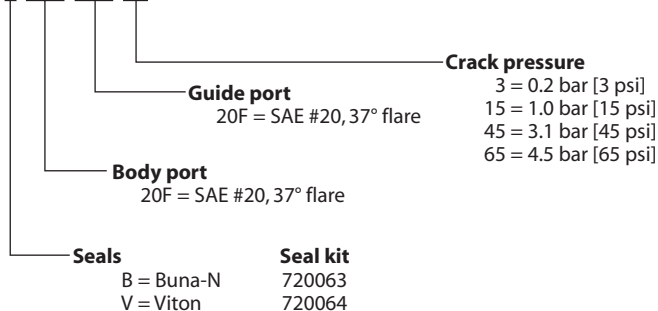 Crack pressure
3 = 0.2 bar [3 psi]
15 = 1.0 bar [15 psi]
45 = 3.1 bar [45 psi]
65 = 4.5 bar [65 psi]
Guide port
20F = SAE #20, 37° flare
Body port
20F = SAE #20, 37° flare
Seals Seal kit
B = Buna-N 720063
V = Viton 720064